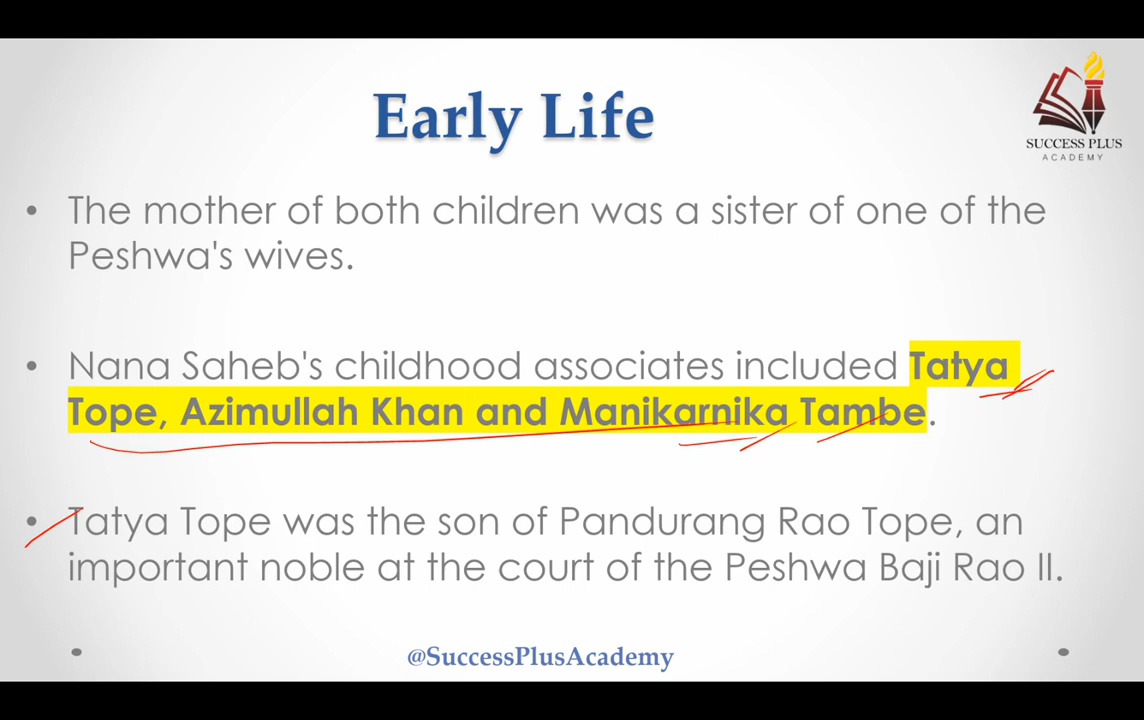 Early Life
SUCCESS PLUS
ACADEMY
• The mother of both children was a sister of one of the
Peshwa's wives.
• Nana Saheb's childhood associates included Tatya
Tope, Azimullah Khan and Manikarnika Tambe.
• Tatya Tope was the son of Pandurang Rao Tope, an
important noble at the court of the Peshwa Baji Rao II.
@SuccessPlusAcademy